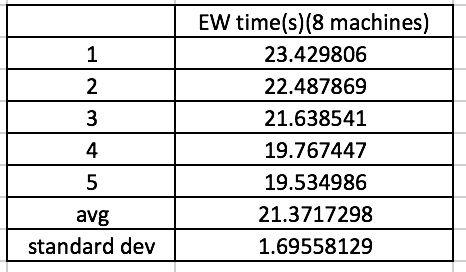 EW time(s)(8 machines)
1 23.429806
2 22.487869
3 21.638541
4 19.767447
5 19.534986
avg 21.3717298
standard dev 1.69558129